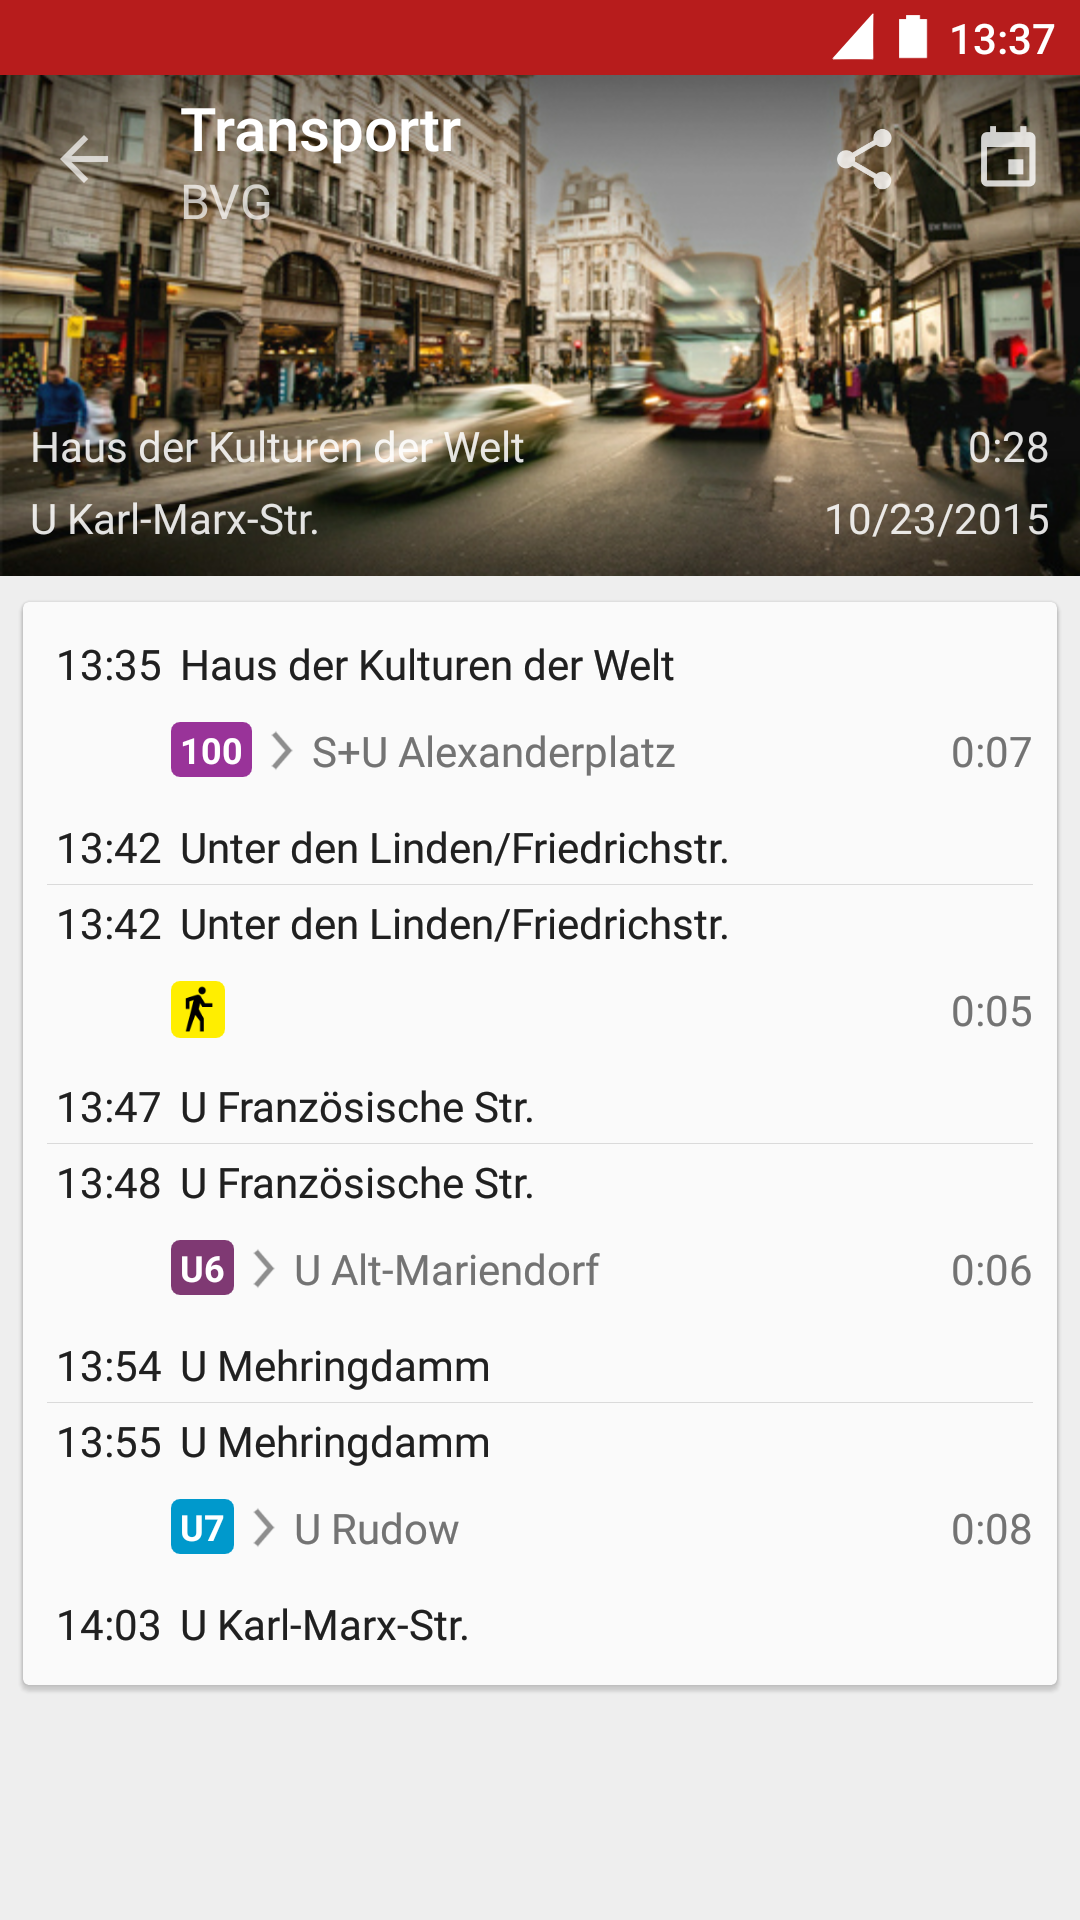 13:37
Transportr
BVG
Haus der Kulturen der Welt 0:28
U Karl-Marx-Str. 10/23/2015
13:35 Haus der Kulturen der Welt
100 S+U Alexanderplatz 0:07
13:42 Unter den Linden/Friedrichstr.
13:42 Unter den Linden/Friedrichstr.
0:05
13:47 U Französische Str.
13:48 U Französische Str.
U6 U Alt-Mariendorf 0:06
13:54 U Mehringdamm
13:55 U Mehringdamm
U7 U Rudow 0:08
14:03 U Karl-Marx-Str.